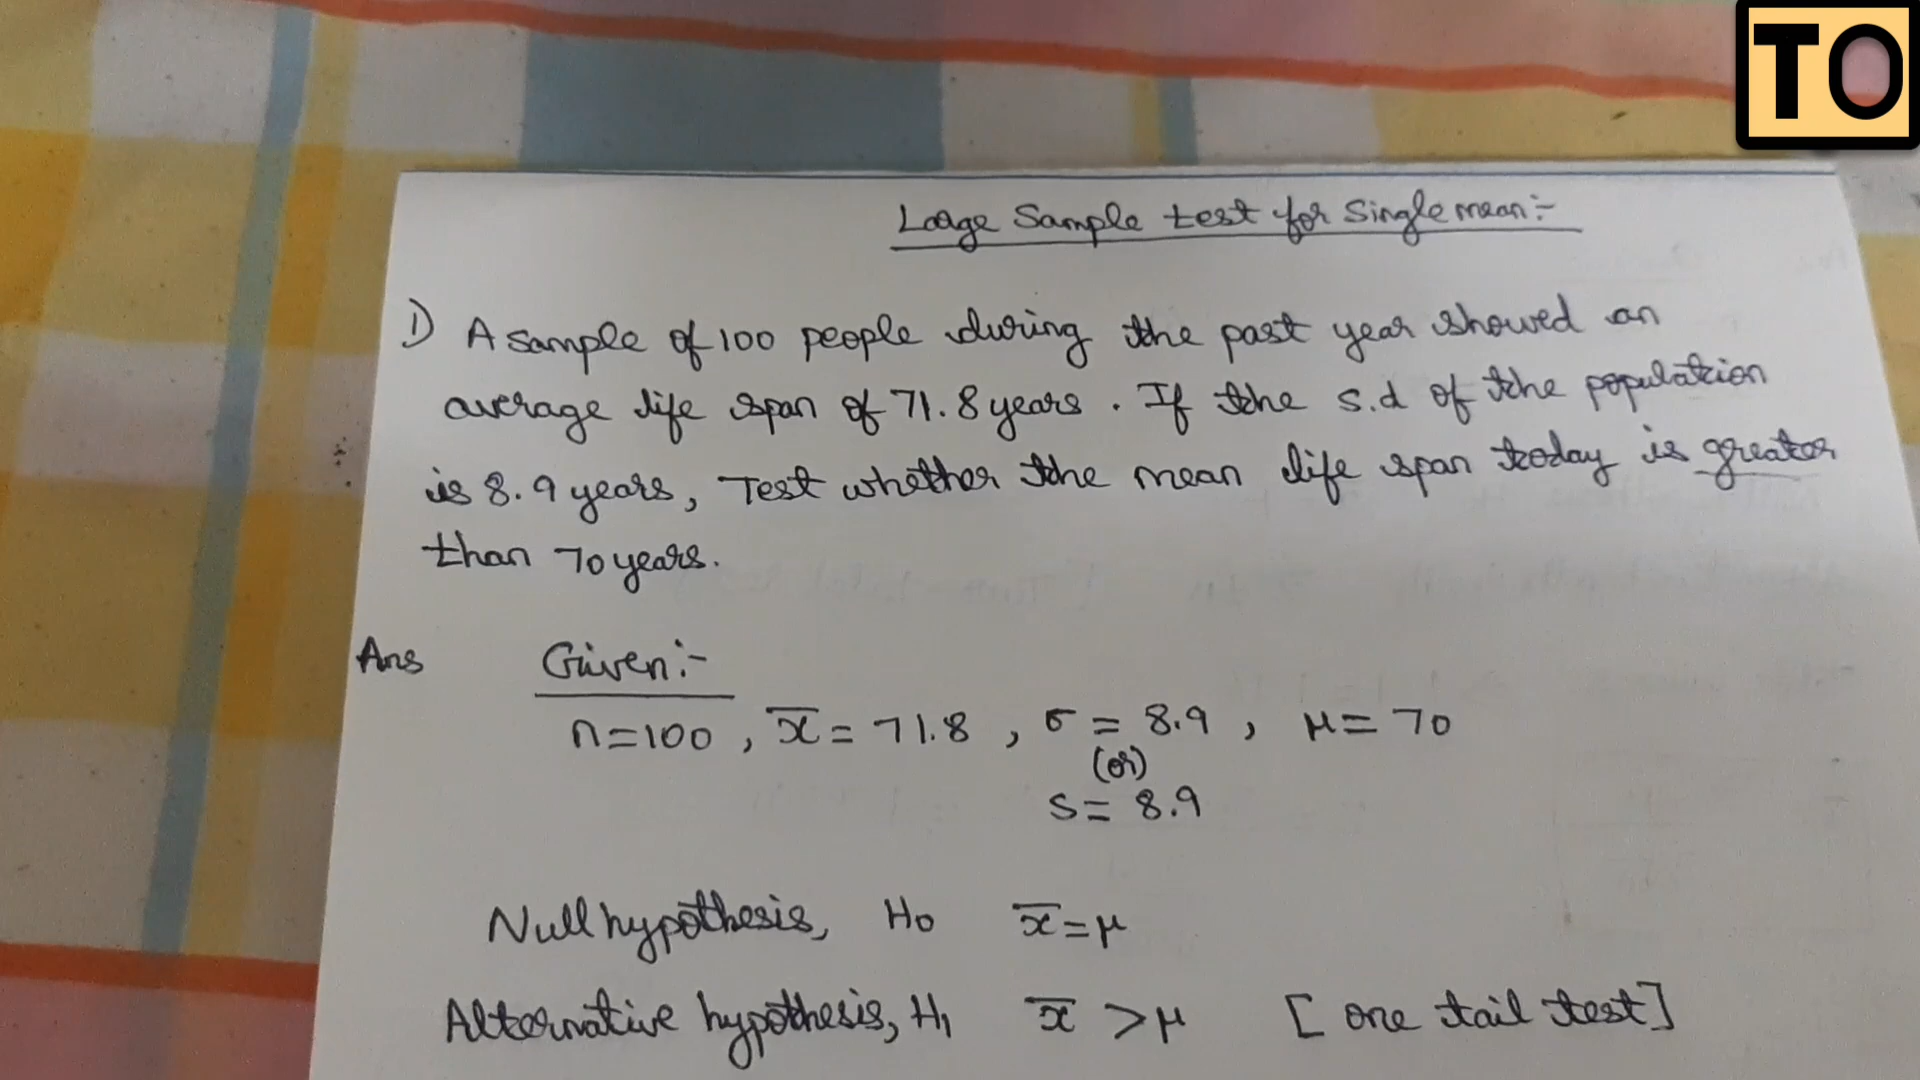 TO
Large Sample test for Single mean:-
1) A sample of 100 people during the past year showed an
average life span of 71.8 years. If the s.d of the population
is 8.9 years, Test whether the mean life span today is greater
than 70 years.
Ans Given:-
n=100, x̄ = 71.8, σ = 8.9, μ = 70
(or)
s = 8.9
Null hypothesis, H₀ x̄ = μ
Alternative hypothesis, H₁ x̄ > μ [one tail test]